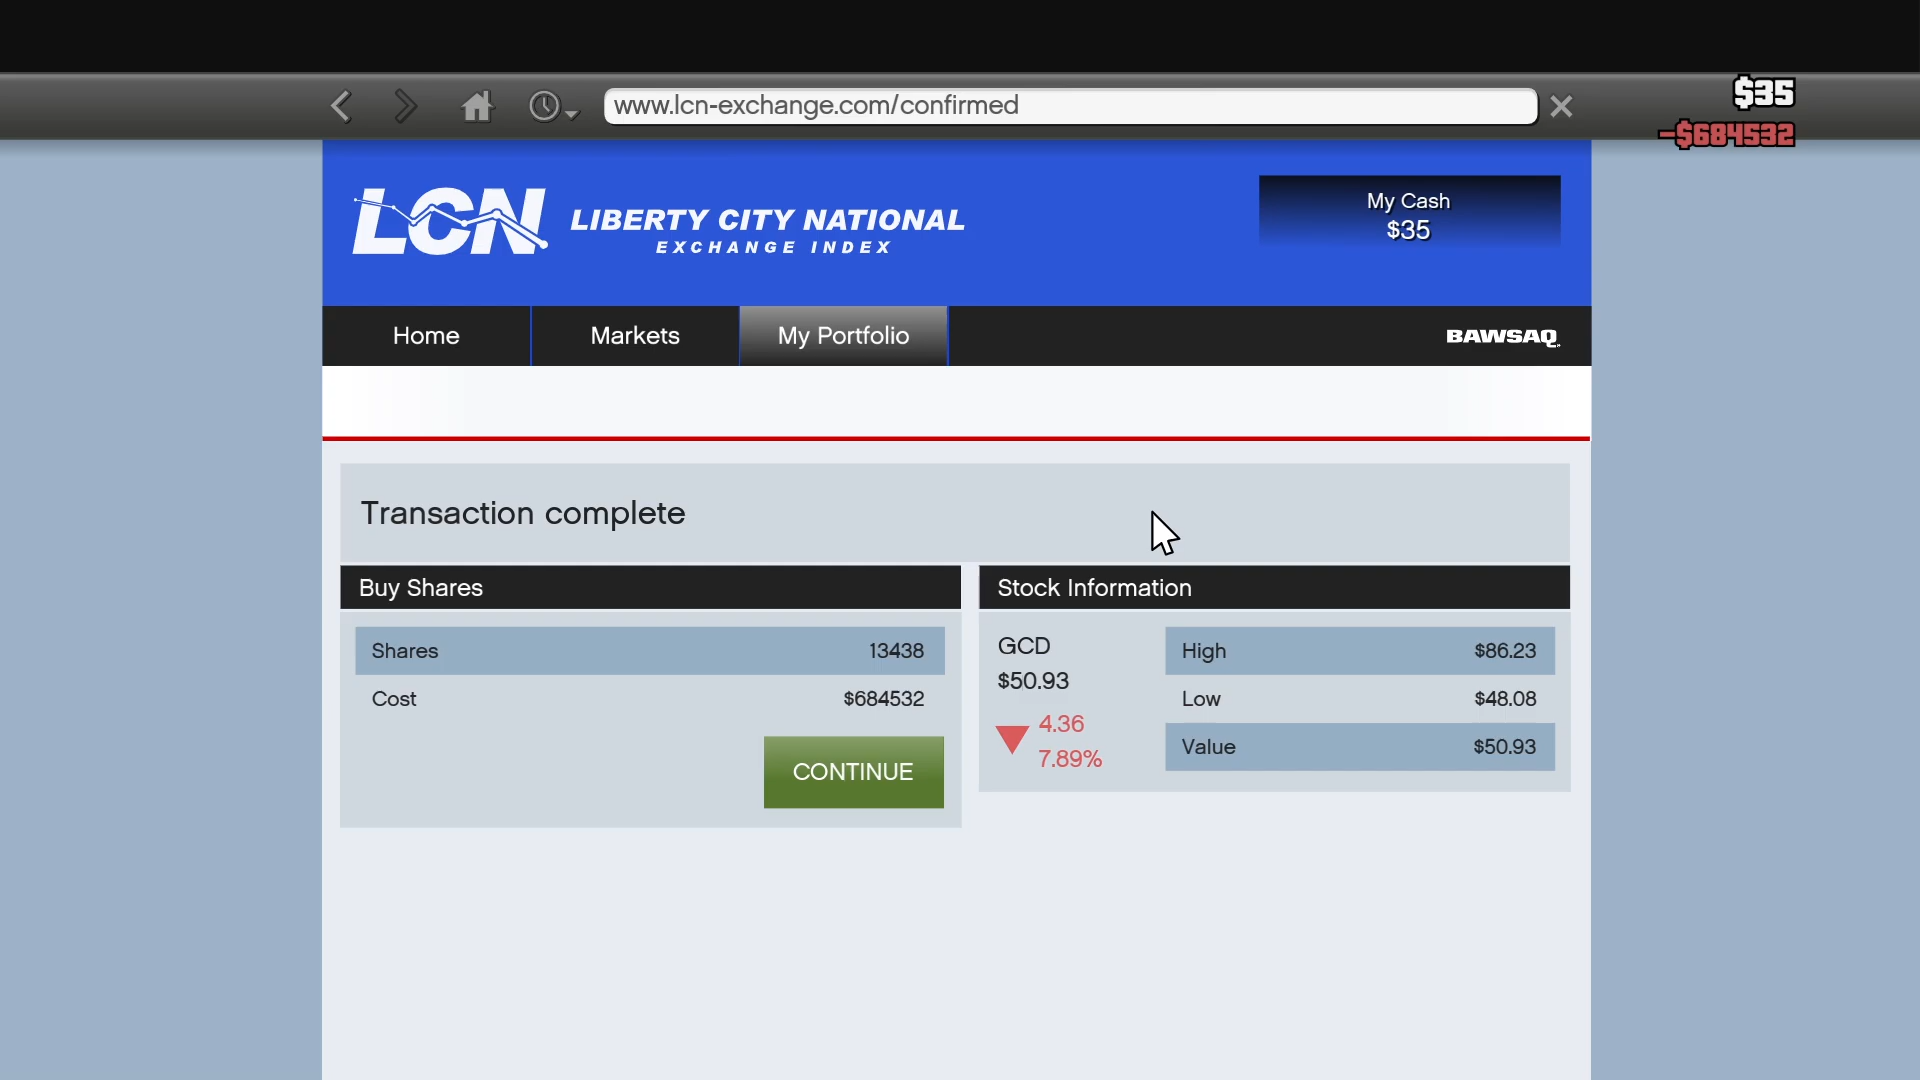 www.lcn-exchange.com/confirmed
$35
-$684532
LCN
LIBERTY CITY NATIONAL
EXCHANGE INDEX
My Cash
$35
Home
Markets
My Portfolio
BAWSAQ
Transaction complete
Buy Shares
Shares 13438
Cost $684532
CONTINUE
Stock Information
GCD
$50.93
4.36
7.89%
High $86.23
Low $48.08
Value $50.93